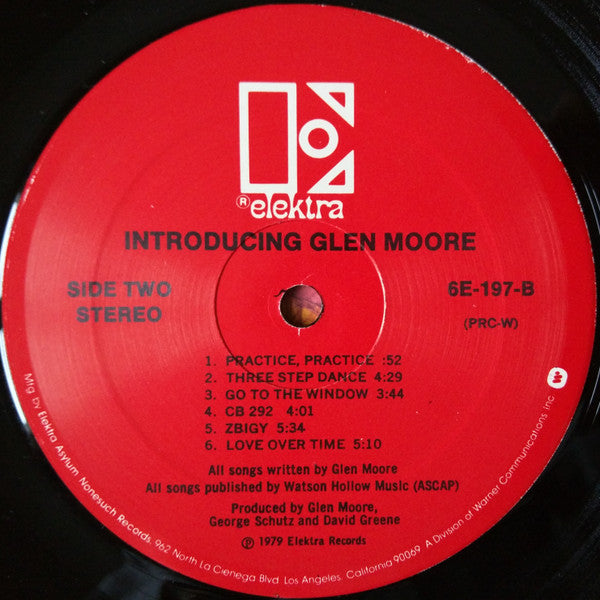 ® elektra
INTRODUCING GLEN MOORE
SIDE TWO
STEREO
6E-197-B
(PRC-W)
1. PRACTICE, PRACTICE :52
2. THREE STEP DANCE 4:29
3. GO TO THE WINDOW 3:44
4. CB 292 4:01
5. ZBIGY 5:34
6. LOVE OVER TIME 5:10
All songs written by Glen Moore
All songs published by Watson Hollow Music (ASCAP)
Produced by Glen Moore,
George Schutz and David Greene
℗ 1979 Elektra Records
Mfg by Elektra Asylum Nonesuch Records, 962 North La Cienega Blvd. Los Angeles, California 90069 A Division of Warner Communications Inc.